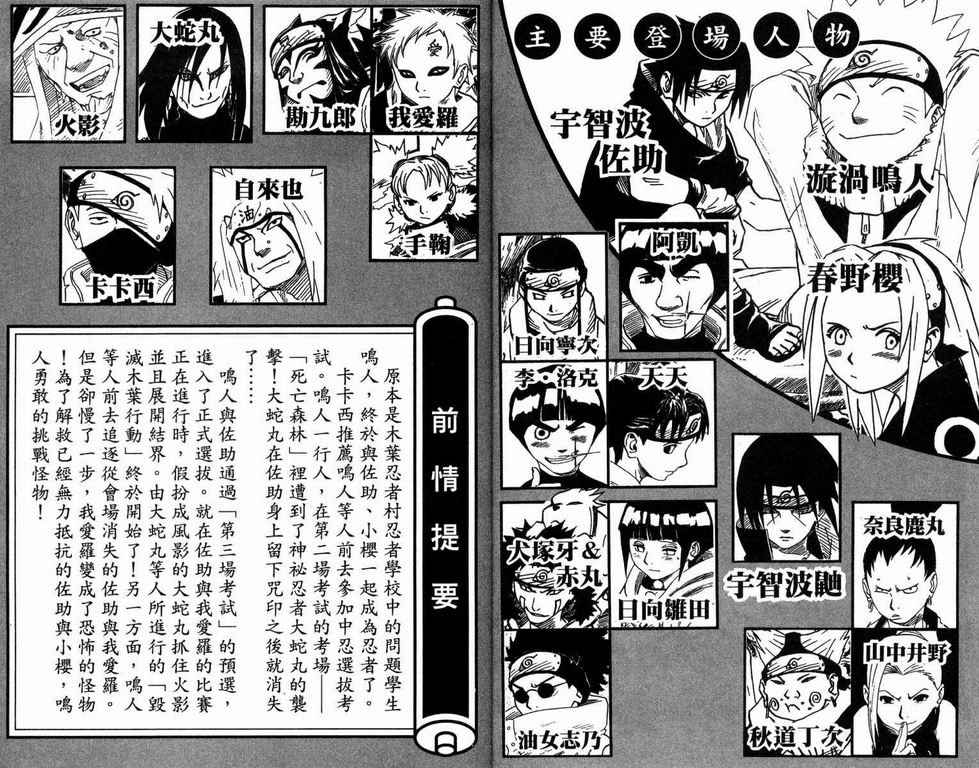 主要登場人物
漩渦鳴人
宇智波
佐助
春野櫻
阿凱
日向寧次
李·洛克
天天
犬塚牙&
赤丸
日向雛田
油女志乃
宇智波鼬
奈良鹿丸
山中井野
秋道丁次
我愛羅
勘九郎
大蛇丸
火影
手鞠
自來也
油
卡卡西
前情提要
原本是木葉忍者村忍者學校中的問題學生
鳴人，終於與佐助、小櫻一起成為忍者了。
卡卡西推薦鳴人等人前去參加中忍選拔考
試。鳴人一行人，在第二場考試的考場——
「死亡森林」裡遭到了神祕忍者大蛇丸的襲
擊！大蛇丸在佐助身上留下咒印之後就消失
了……
鳴人與佐助通過「第三場考試」的預選，
進入了正式選拔。就在佐助與我愛羅的比賽
正在進行時，假扮成風影的大蛇丸抓住火影
並且展開結界。由大蛇丸等人所進行的「毀
滅木葉行動」終於開始了！另一方面，鳴人
等人前去追逐從會場消失的佐助與我愛羅。
但是卻慢了一步，我愛羅變成了恐怖的怪物
！為了解救已經無力抵抗的佐助與小櫻，鳴
人勇敢的挑戰怪物！